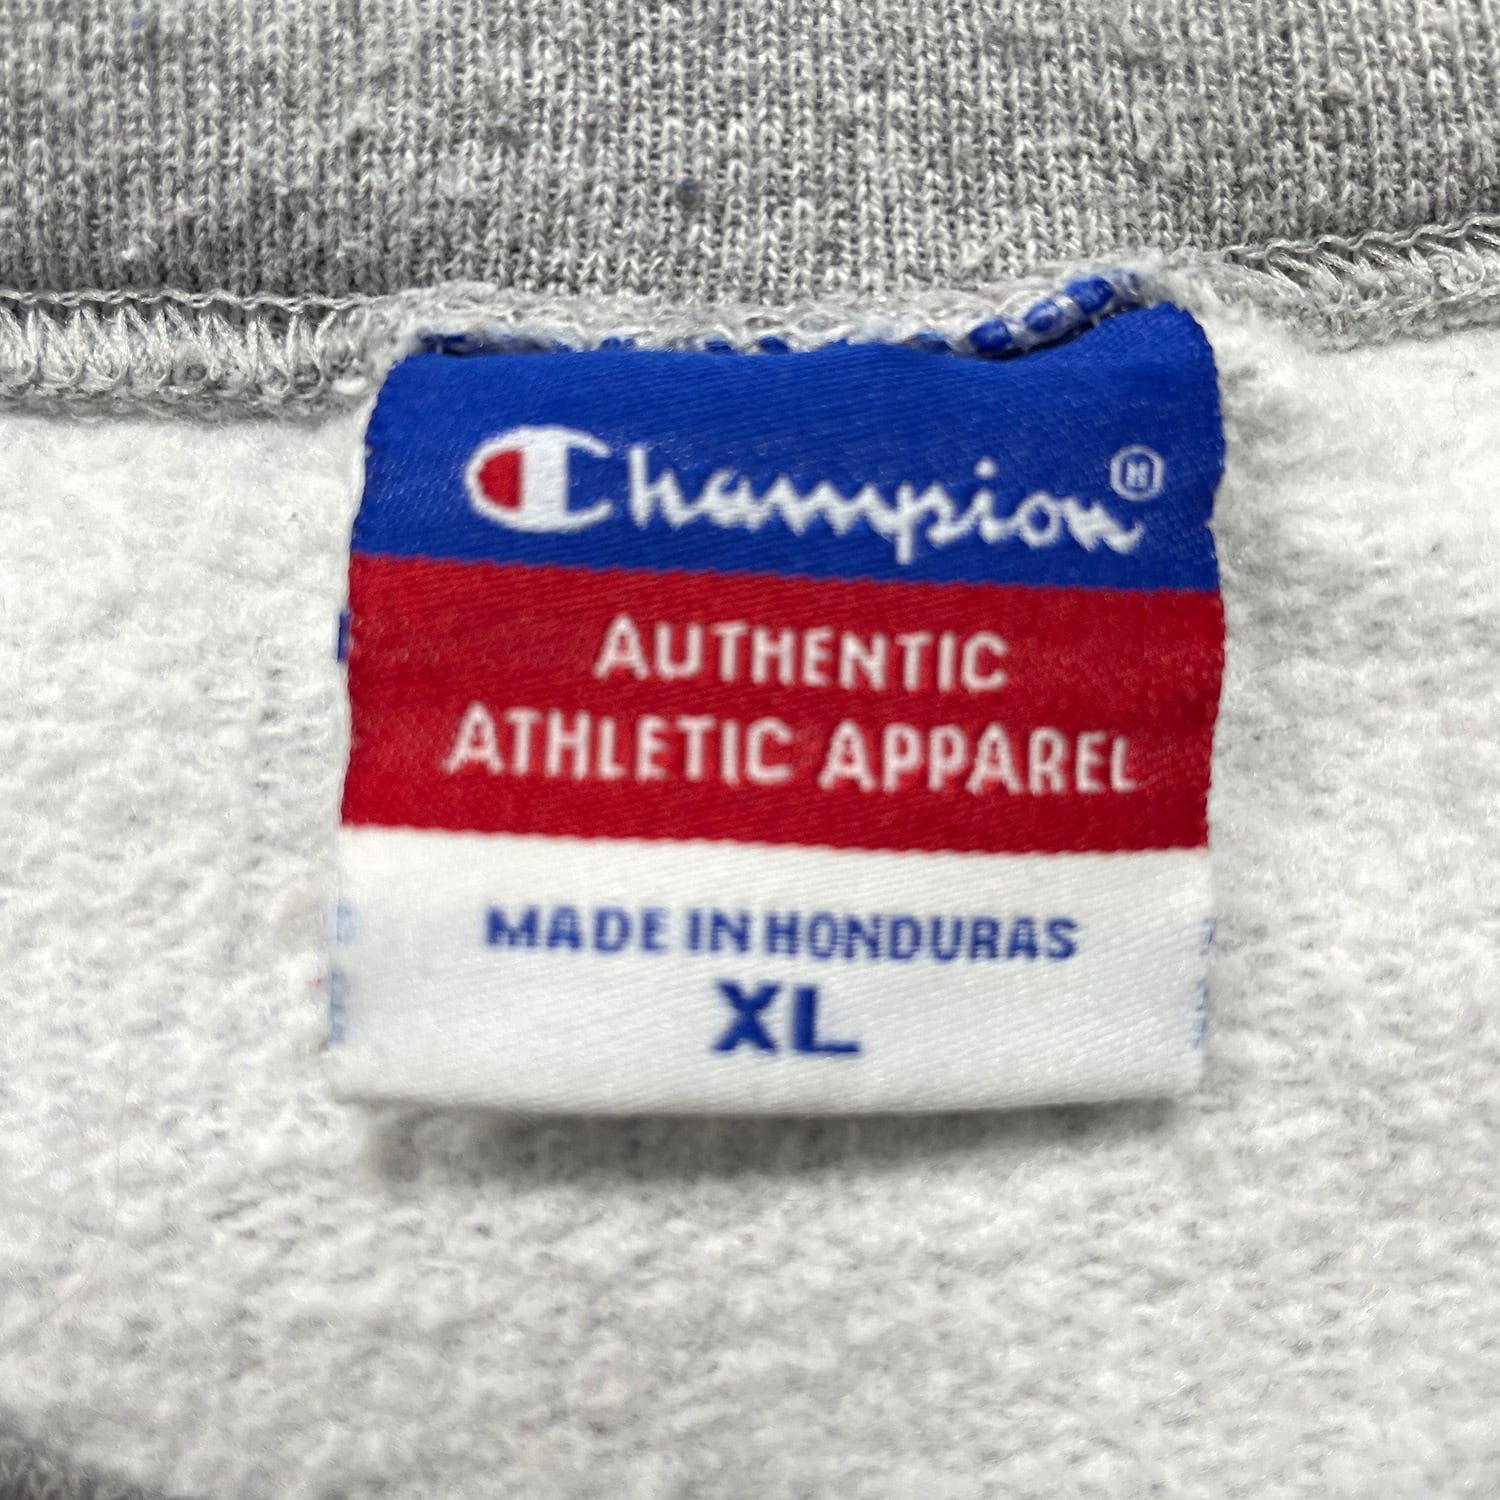 Champion®
AUTHENTIC
ATHLETIC APPAREL
MADE IN HONDURAS
XL